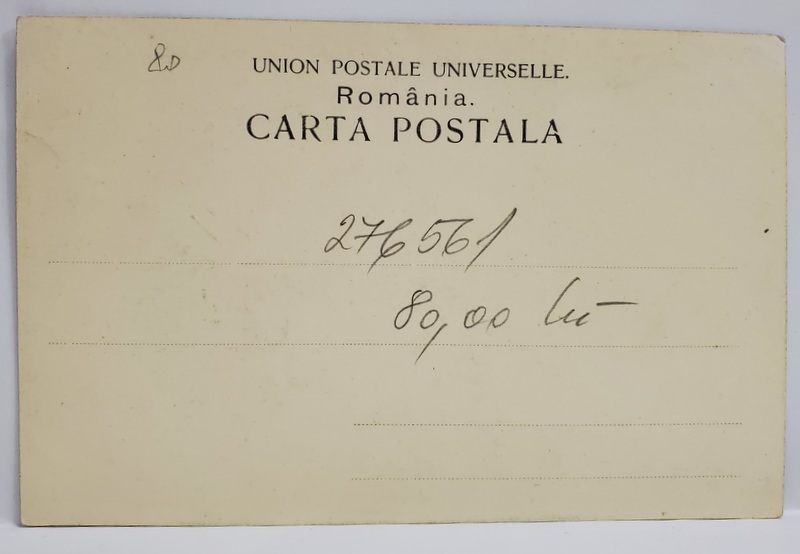 80
UNION POSTALE UNIVERSELLE.
România.
CARTA POSTALA
276561
80,00 lei